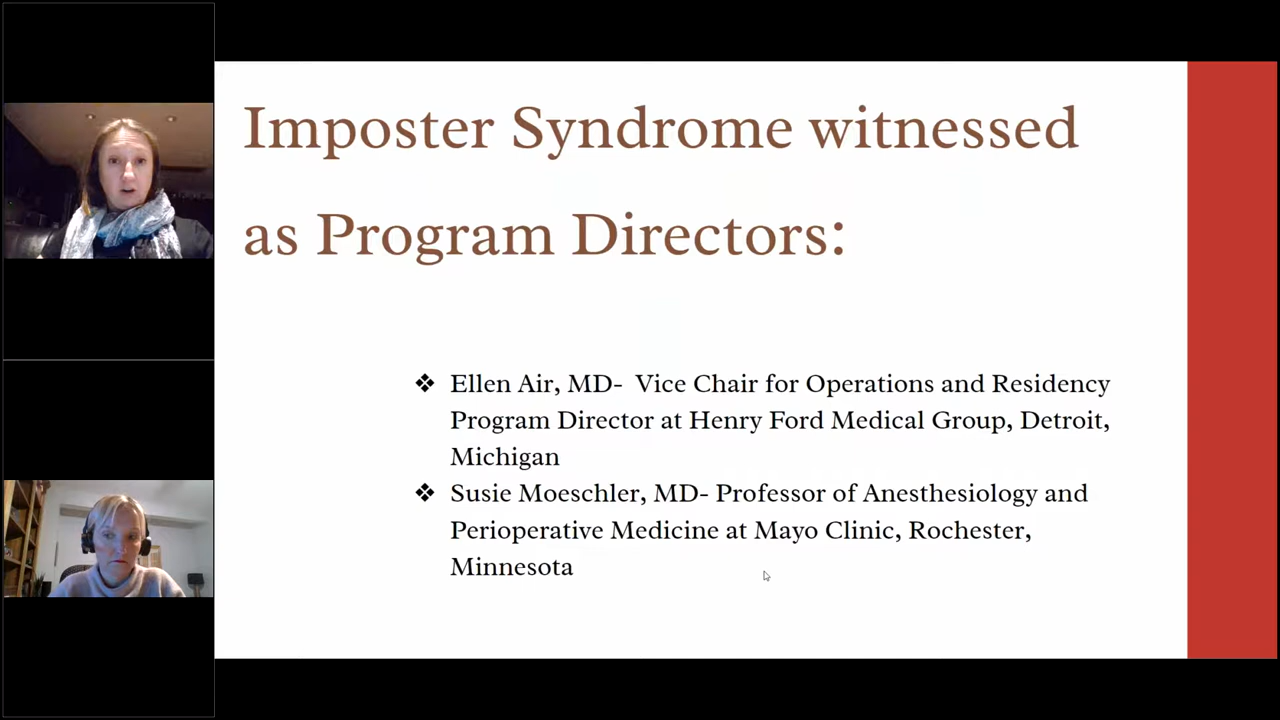 Imposter Syndrome witnessed
as Program Directors:
❖ Ellen Air, MD- Vice Chair for Operations and Residency
Program Director at Henry Ford Medical Group, Detroit,
Michigan
❖ Susie Moeschler, MD- Professor of Anesthesiology and
Perioperative Medicine at Mayo Clinic, Rochester,
Minnesota